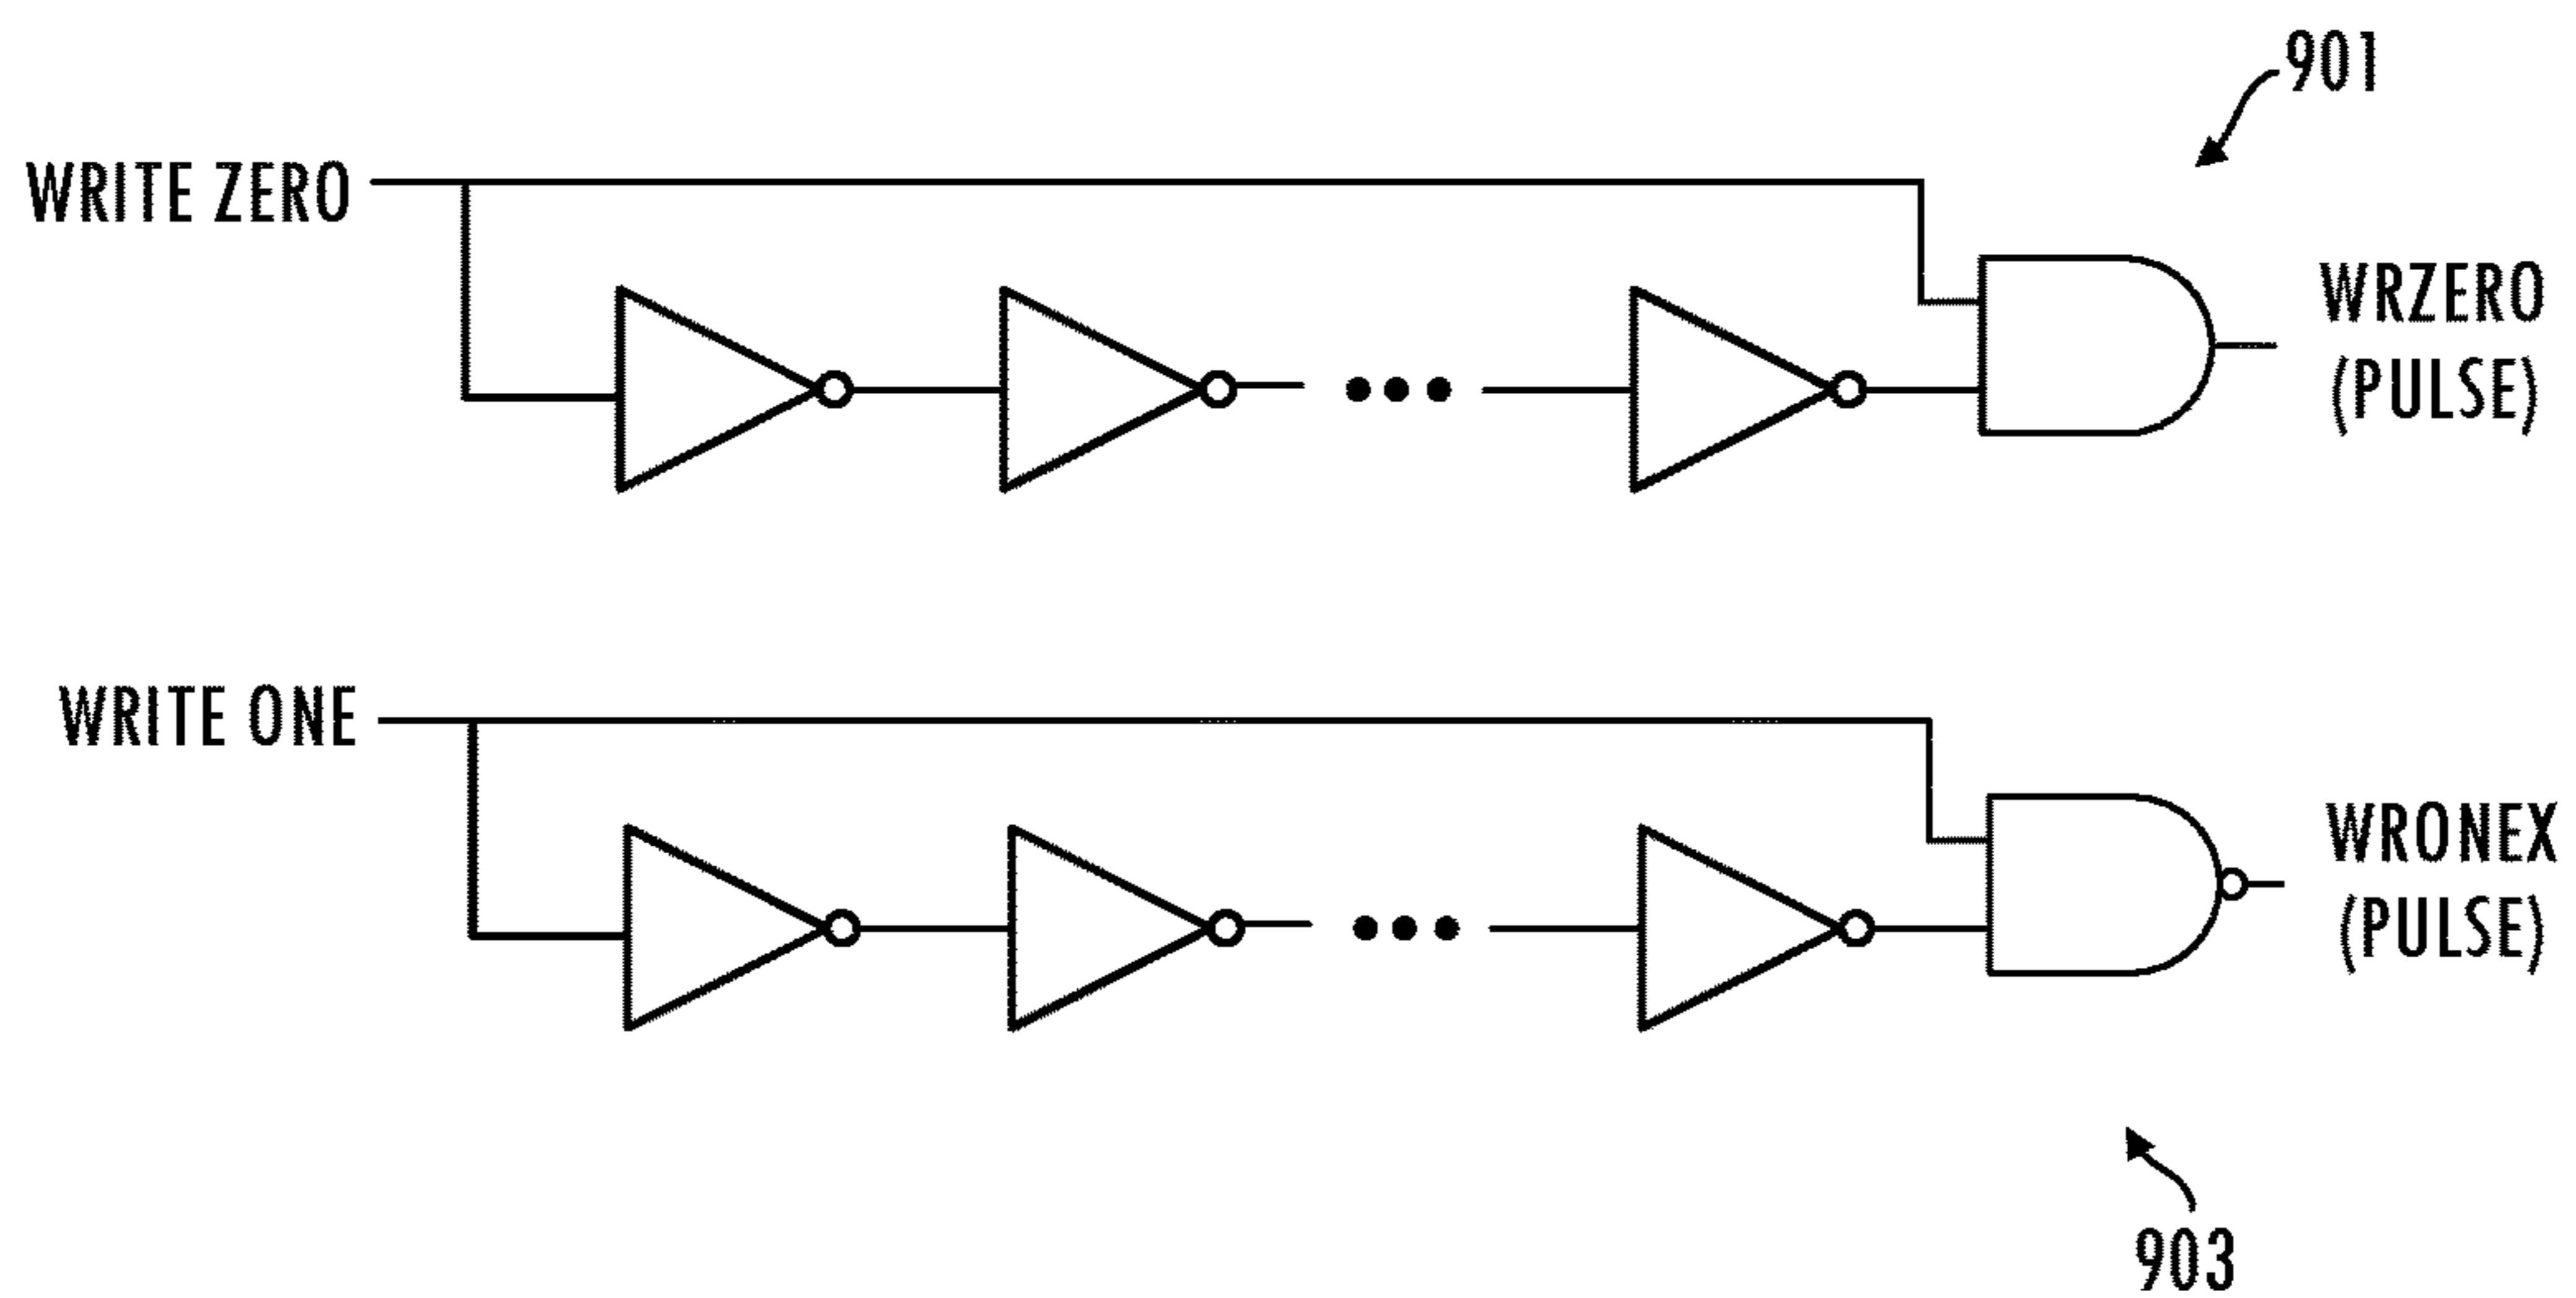 901
WRITE ZERO
WRZERO
(PULSE)
WRITE ONE
WRONEX
(PULSE)
903